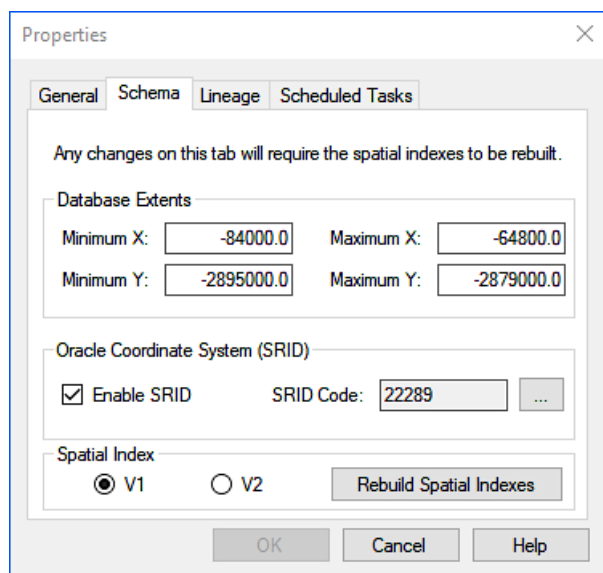 Properties
General Schema Lineage Scheduled Tasks
Any changes on this tab will require the spatial indexes to be rebuilt.
Database Extents
Minimum X: -84000.0 Maximum X: -64800.0
Minimum Y: -2895000.0 Maximum Y: -2879000.0
Oracle Coordinate System (SRID)
Enable SRID SRID Code: 22289 ...
Spatial Index
V1 V2 Rebuild Spatial Indexes
OK Cancel Help